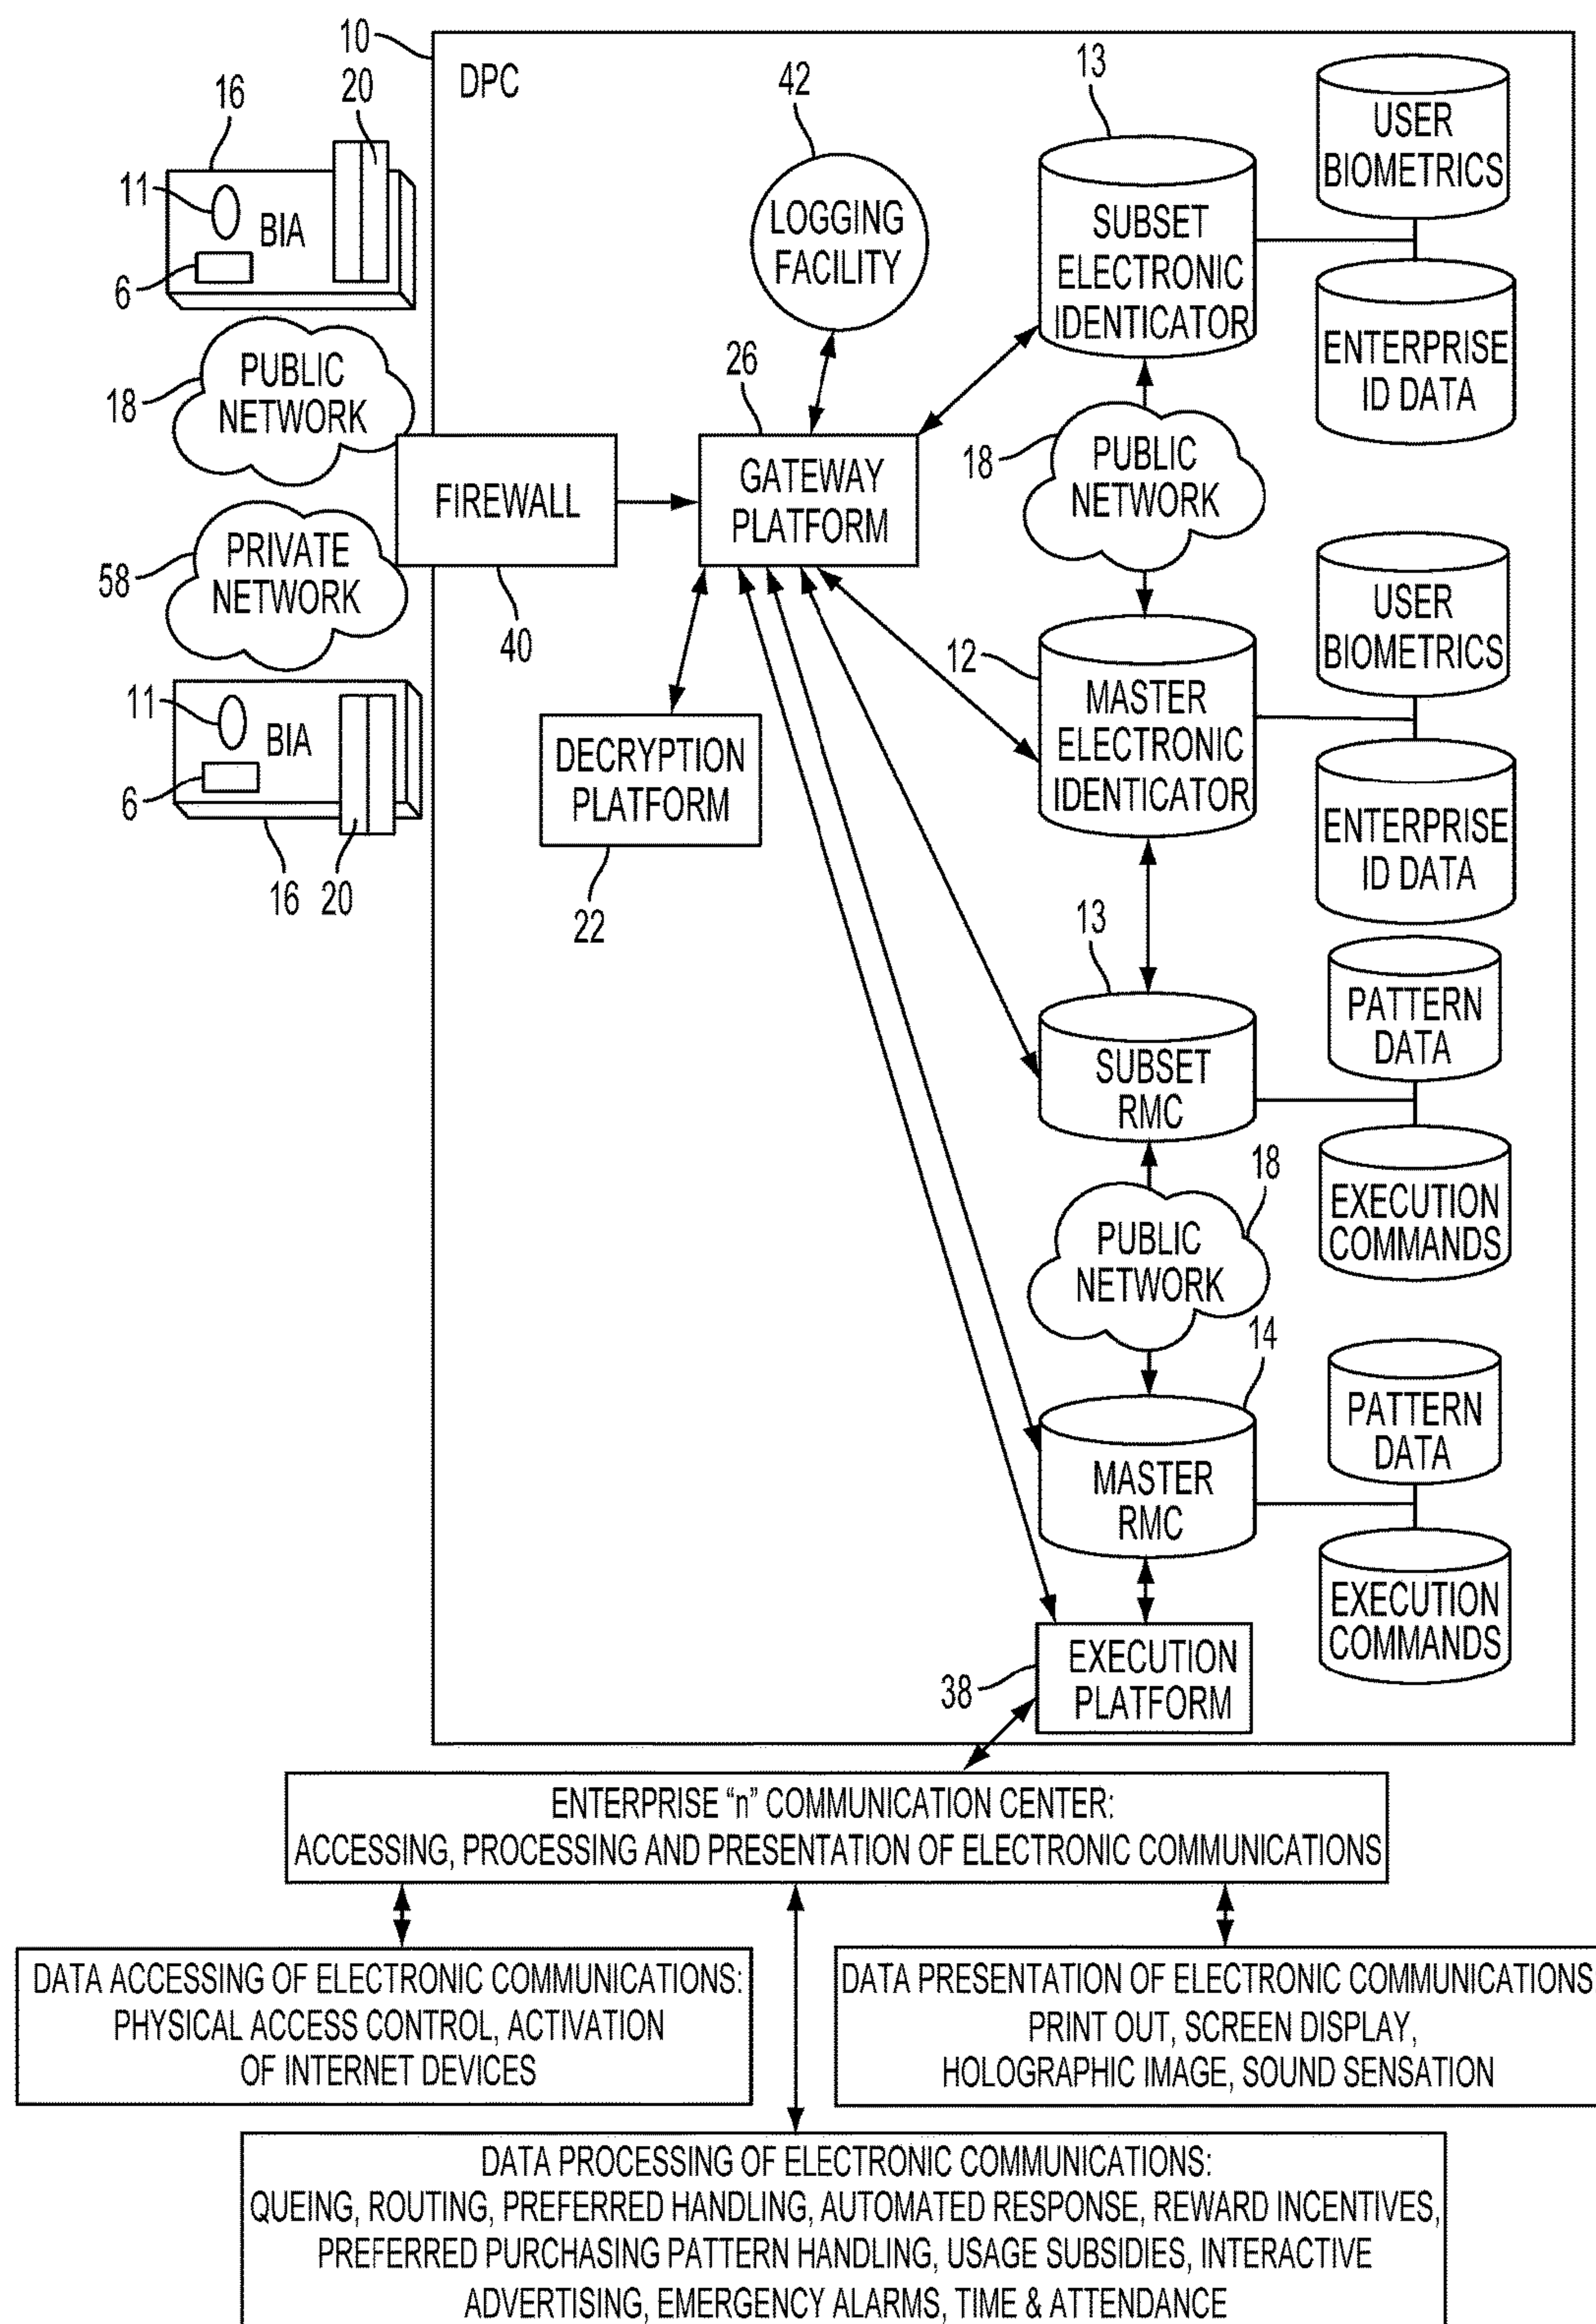 10
DPC
16
20
11
BIA
6
PUBLIC
NETWORK
18
PRIVATE
NETWORK
58
11
BIA
6
16
20
FIREWALL
40
42
LOGGING
FACILITY
26
GATEWAY
PLATFORM
DECRYPTION
PLATFORM
22
13
SUBSET
ELECTRONIC
IDENTICATOR
USER
BIOMETRICS
ENTERPRISE
ID DATA
18
PUBLIC
NETWORK
12
MASTER
ELECTRONIC
IDENTICATOR
USER
BIOMETRICS
ENTERPRISE
ID DATA
13
SUBSET
RMC
PATTERN
DATA
EXECUTION
COMMANDS
18
PUBLIC
NETWORK
14
MASTER
RMC
PATTERN
DATA
EXECUTION
COMMANDS
38
EXECUTION
PLATFORM
ENTERPRISE “n” COMMUNICATION CENTER:
ACCESSING, PROCESSING AND PRESENTATION OF ELECTRONIC COMMUNICATIONS
DATA ACCESSING OF ELECTRONIC COMMUNICATIONS:
PHYSICAL ACCESS CONTROL, ACTIVATION
OF INTERNET DEVICES
DATA PRESENTATION OF ELECTRONIC COMMUNICATIONS
PRINT OUT, SCREEN DISPLAY,
HOLOGRAPHIC IMAGE, SOUND SENSATION
DATA PROCESSING OF ELECTRONIC COMMUNICATIONS:
QUEING, ROUTING, PREFERRED HANDLING, AUTOMATED RESPONSE, REWARD INCENTIVES,
PREFERRED PURCHASING PATTERN HANDLING, USAGE SUBSIDIES, INTERACTIVE
ADVERTISING, EMERGENCY ALARMS, TIME & ATTENDANCE